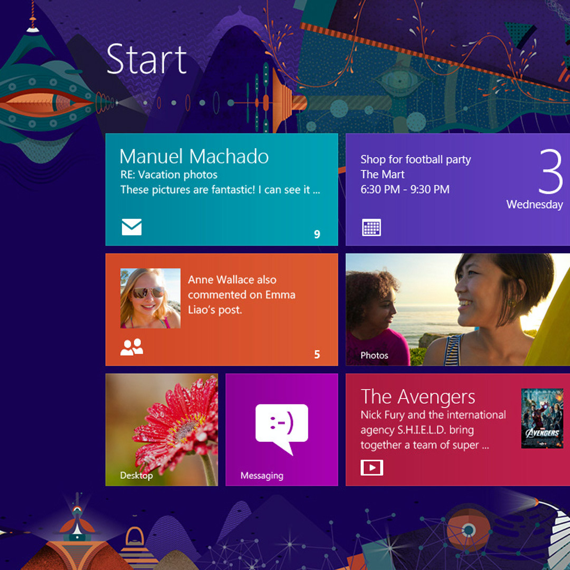 Start
Manuel Machado
RE: Vacation photos
These pictures are fantastic! I can see it ...
9
Shop for football party
The Mart
6:30 PM - 9:30 PM
3
Wednesday
Anne Wallace also
commented on Emma
Liao's post.
5
Photos
Desktop
:-)
Messaging
The Avengers
Nick Fury and the international
agency S.H.I.E.L.D. bring
together a team of super ...
AVENGERS